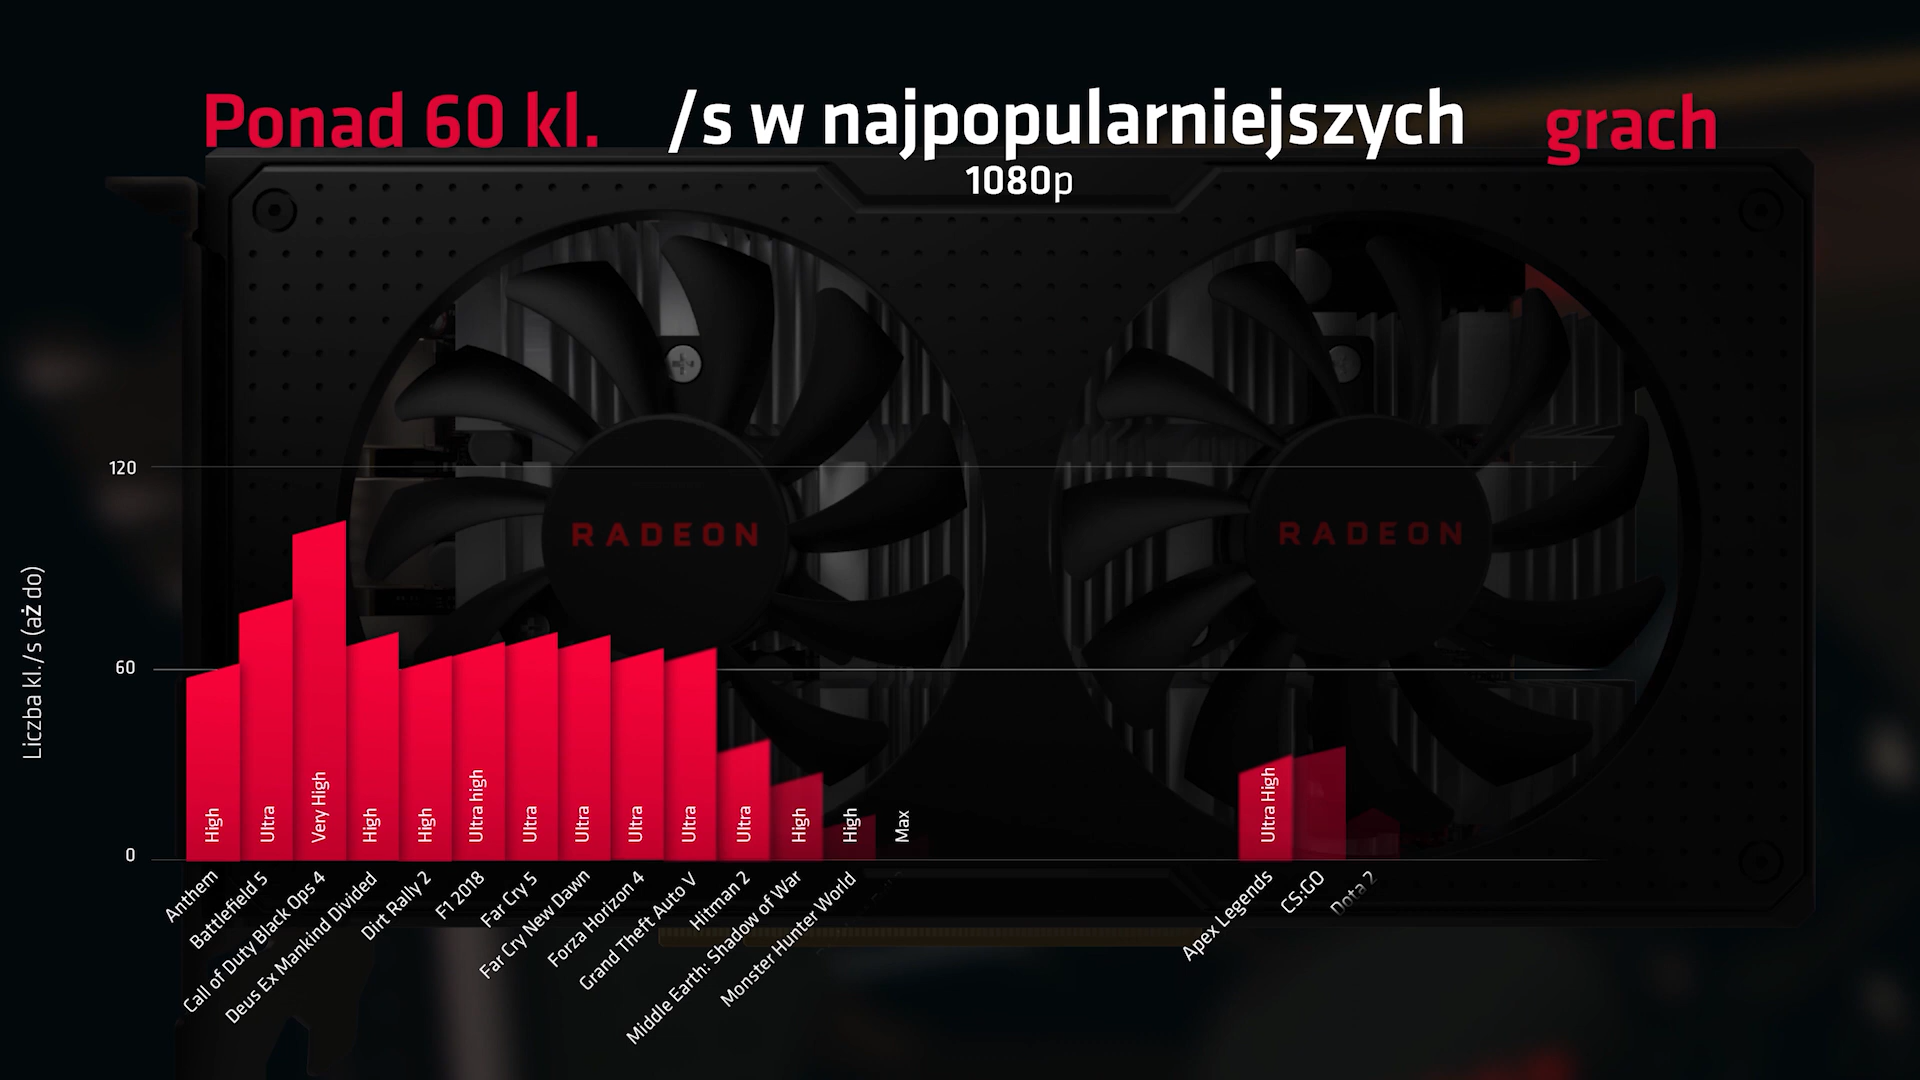 Ponad 60 kl. /s w najpopularniejszych grach
1080p
RADEON
RADEON
Liczba kl./s (aż do)
120
60
0
High
Ultra
Very High
High
High
Ultra high
Ultra
Ultra
Ultra
Ultra
Ultra
High
High
Max
Ultra High
Anthem
Battlefield 5
Call of Duty Black Ops 4
Deus Ex Mankind Divided
Dirt Rally 2
F1 2018
Far Cry 5
Far Cry New Dawn
Forza Horizon 4
Grand Theft Auto V
Hitman 2
Middle Earth: Shadow of War
Monster Hunter World
Apex Legends
CS:GO
Dota 2